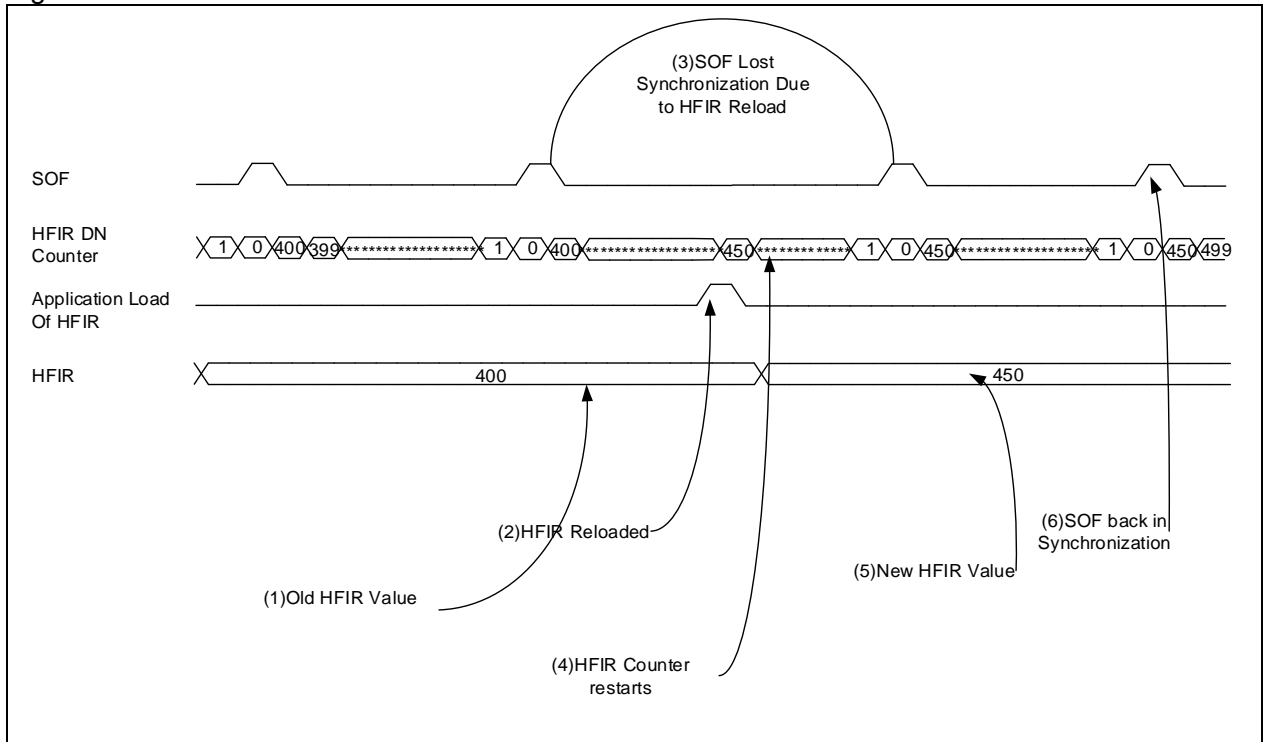 (3)SOF Lost
Synchronization Due
to HFIR Reload
SOF
HFIR DN
Counter
1 0 400 399 ****************** 1 0 400 ****************** 450 ************ 1 0 450 ****************** 1 0 450 499
Application Load
Of HFIR
HFIR
400
450
(2)HFIR Reloaded
(6)SOF back in
Synchronization
(5)New HFIR Value
(1)Old HFIR Value
(4)HFIR Counter
restarts